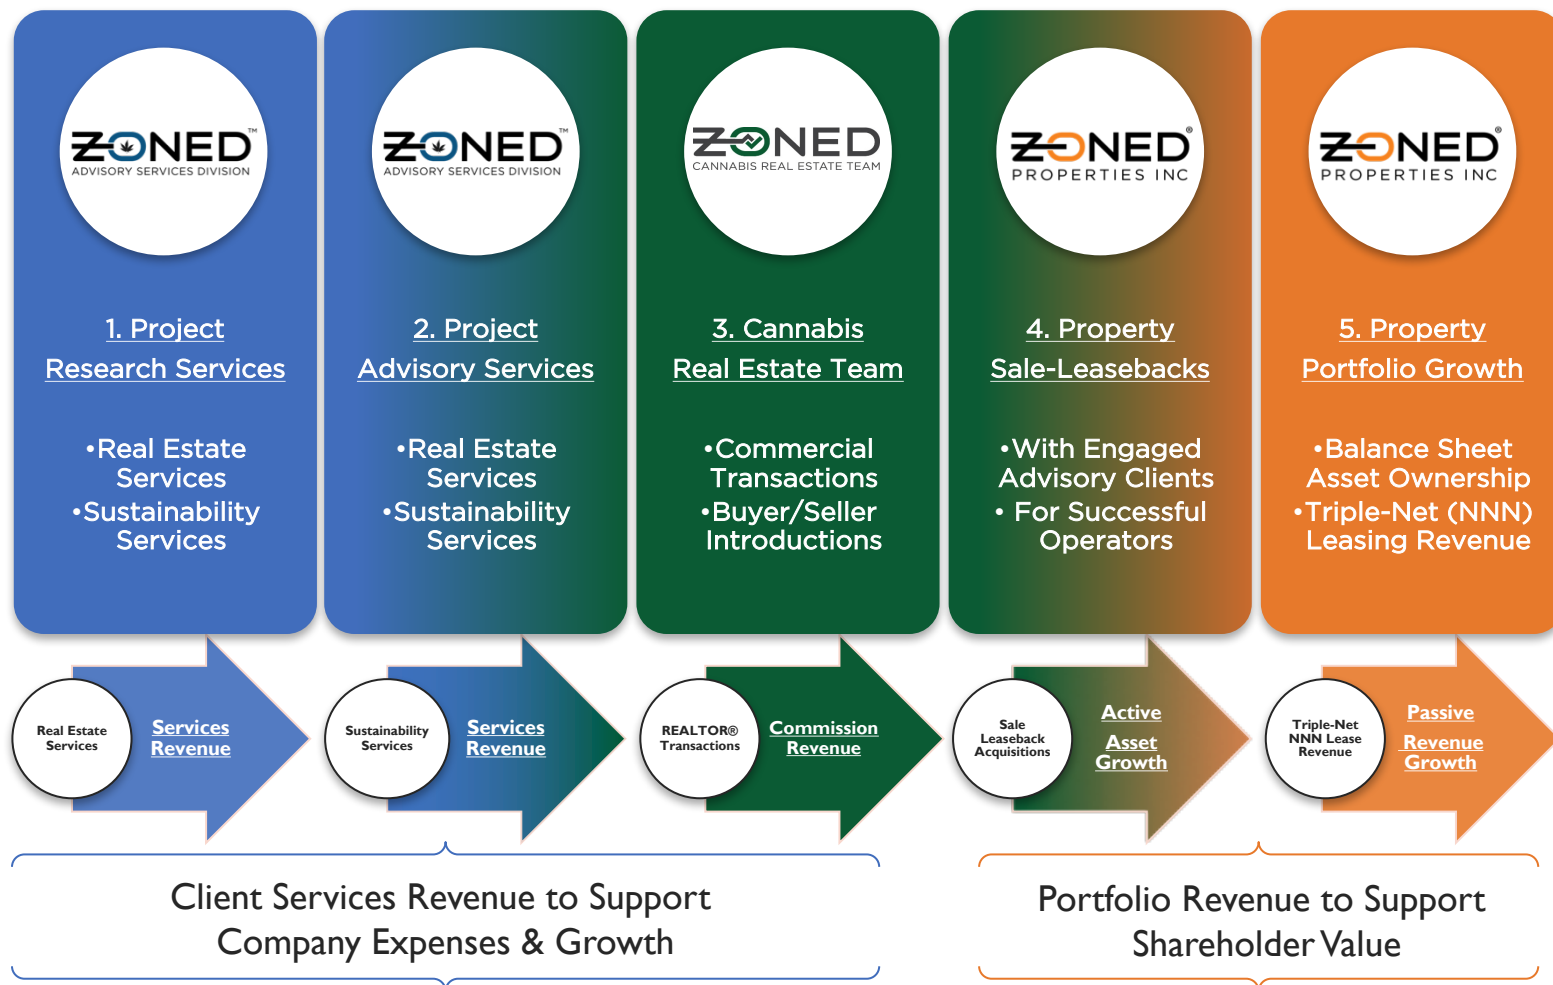 ZONED™
ADVISORY SERVICES DIVISION
1. Project
Research Services
•Real Estate
Services
•Sustainability
Services
ZONED™
ADVISORY SERVICES DIVISION
2. Project
Advisory Services
•Real Estate
Services
•Sustainability
Services
ZONED
CANNABIS REAL ESTATE TEAM
3. Cannabis
Real Estate Team
•Commercial
Transactions
•Buyer/Seller
Introductions
ZONED®
PROPERTIES INC
4. Property
Sale-Leasebacks
•With Engaged
Advisory Clients
• For Successful
Operators
ZONED®
PROPERTIES INC
5. Property
Portfolio Growth
•Balance Sheet
Asset Ownership
•Triple-Net (NNN)
Leasing Revenue
Real Estate
Services
Services
Revenue
Sustainability
Services
Services
Revenue
REALTOR®
Transactions
Commission
Revenue
Sale
Leaseback
Acquisitions
Active
Asset
Growth
Triple-Net
NNN Lease
Revenue
Passive
Revenue
Growth
Client Services Revenue to Support
Company Expenses & Growth
Portfolio Revenue to Support
Shareholder Value